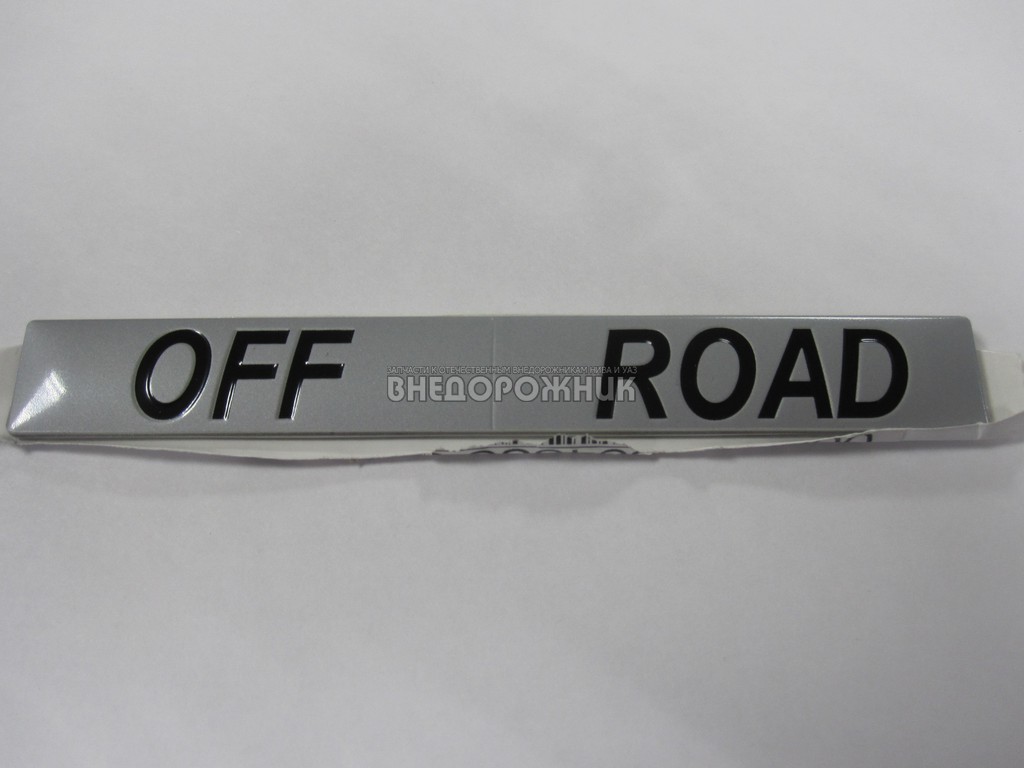 OFF ROAD
ЗАПЧАСТИ К ОТЕЧЕСТВЕННЫМ ВНЕДОРОЖНИКАМ НИВА И УАЗ
ВНЕДОРОЖНИК